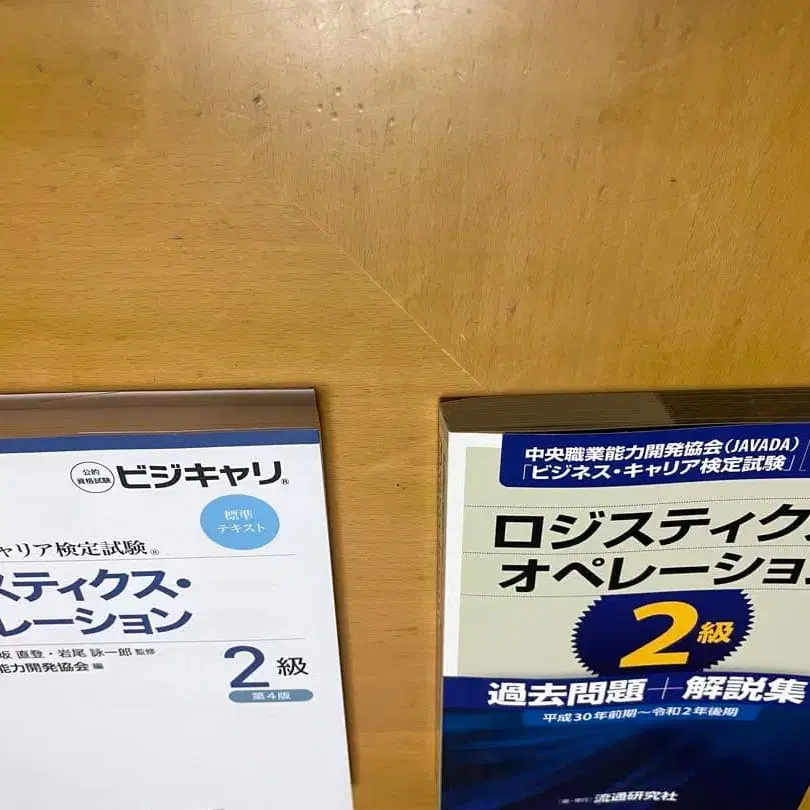 公的
資格試験
ビジキャリ®
標準
テキスト
ャリア検定試験®
スティクス・
レーション
坂 直登・岩尾 詠一郎 監修
能力開発協会 編
2級
第4版
中央職業能力開発協会(JAVADA)
「ビジネス・キャリア検定試験」
ロジスティク
オペレーショ
2級
過去問題+解説集
平成30年前期~令和2年後期
流通研究社